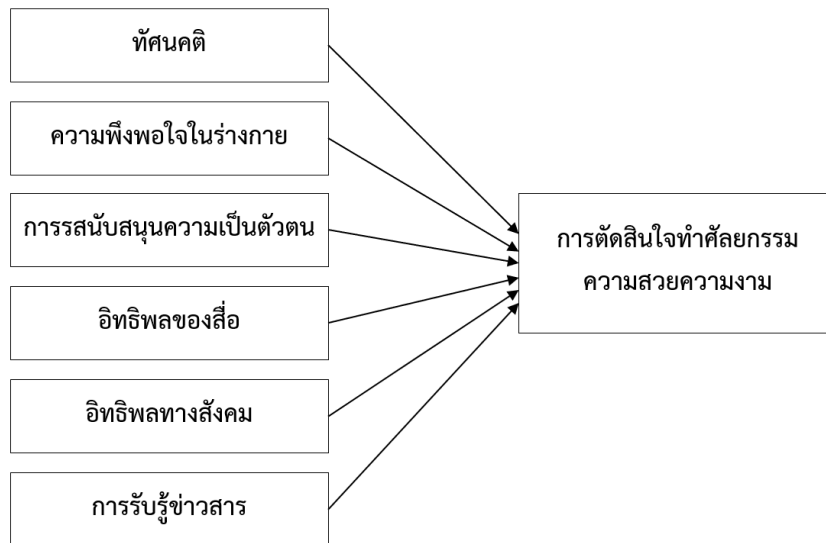 ทัศนคติ
ความพึงพอใจในร่างกาย
การรสนับสนุนความเป็นตัวตน
อิทธิพลของสื่อ
อิทธิพลทางสังคม
การรับรู้ข่าวสาร
การตัดสินใจทำศัลยกรรม
ความสวยความงาม